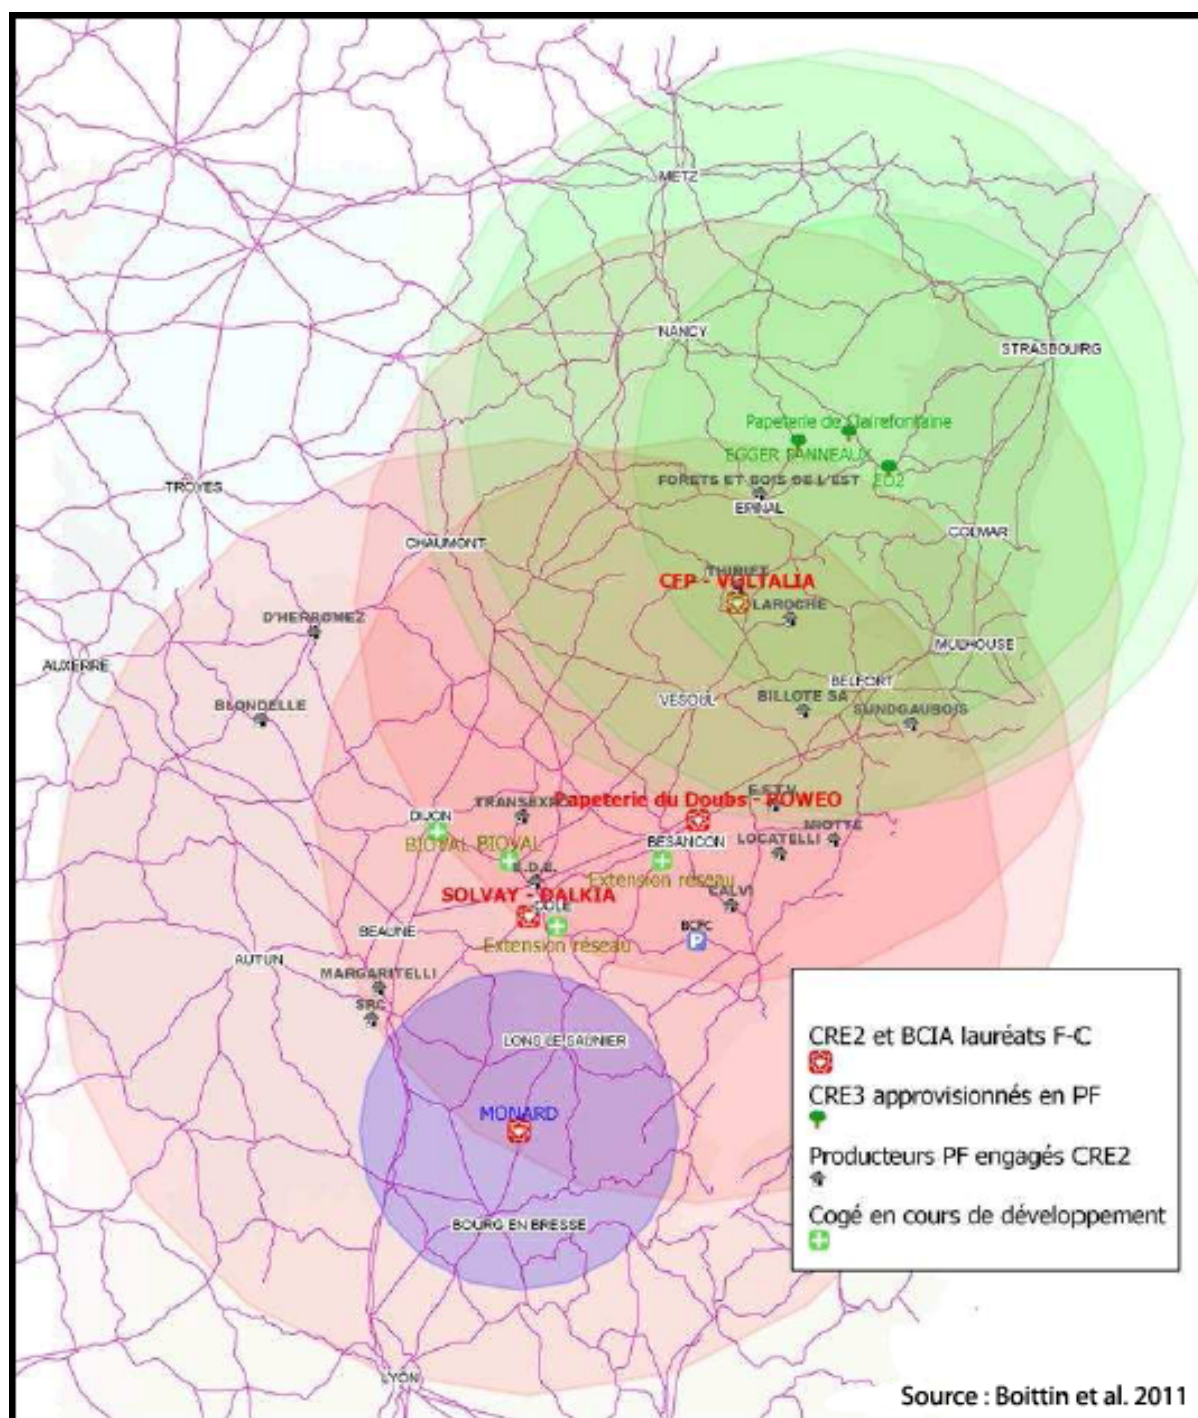 METZ
NANCY
STRASBOURG
Papeterie de Clairefontaine
EGGER PANNEAUX
EO2
FORETS ET BOIS DE L'EST
TROYES
EPINAL
COLMAR
CHAUMONT
THIRIET
CFP - VOLTALIA
LAROCHE
D'HERROMEZ
MULHOUSE
AUXERRE
BELFORT
VESOUL
BILLOTE SA
BLONDELLE
SUNDGAUBOIS
E.S.T.V.
TRANSEXPO
Papeterie du Doubs - POWEO
DIJON
MIOTTE
BIOVAL
BIOVAL
BESANCON
LOCATELLI
E.D.E.
Extension réseau
SOLVAY - DALKIA
CALVI
DOLE
BEAUNE
BCFC
P
Extension réseau
AUTUN
MARGARITELLI
SRC
LONS LE SAUNIER
CRE2 et BCIA lauréats F-C
CRE3 approvisionnés en PF
MONARD
Producteurs PF engagés CRE2
Cogé en cours de développement
BOURG EN BRESSE
LYON
Source : Boittin et al. 2011